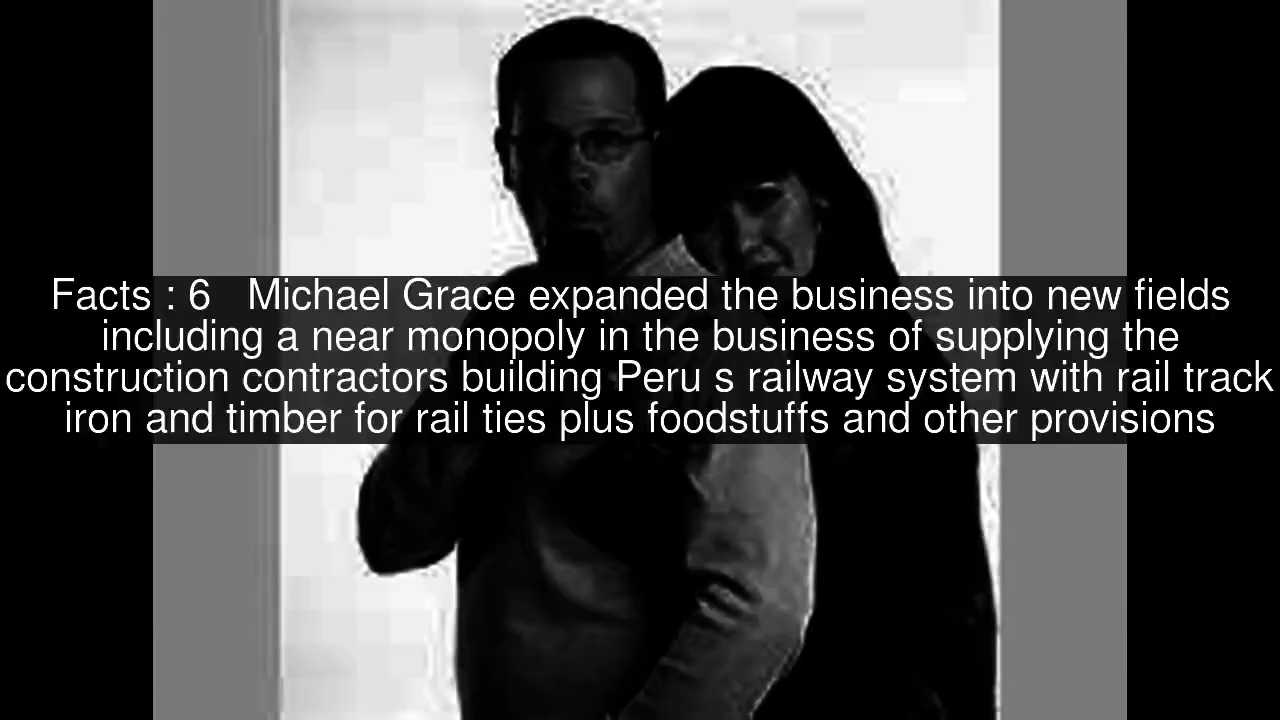 Facts : 6 Michael Grace expanded the business into new fields
including a near monopoly in the business of supplying the
construction contractors building Peru s railway system with rail track
iron and timber for rail ties plus foodstuffs and other provisions